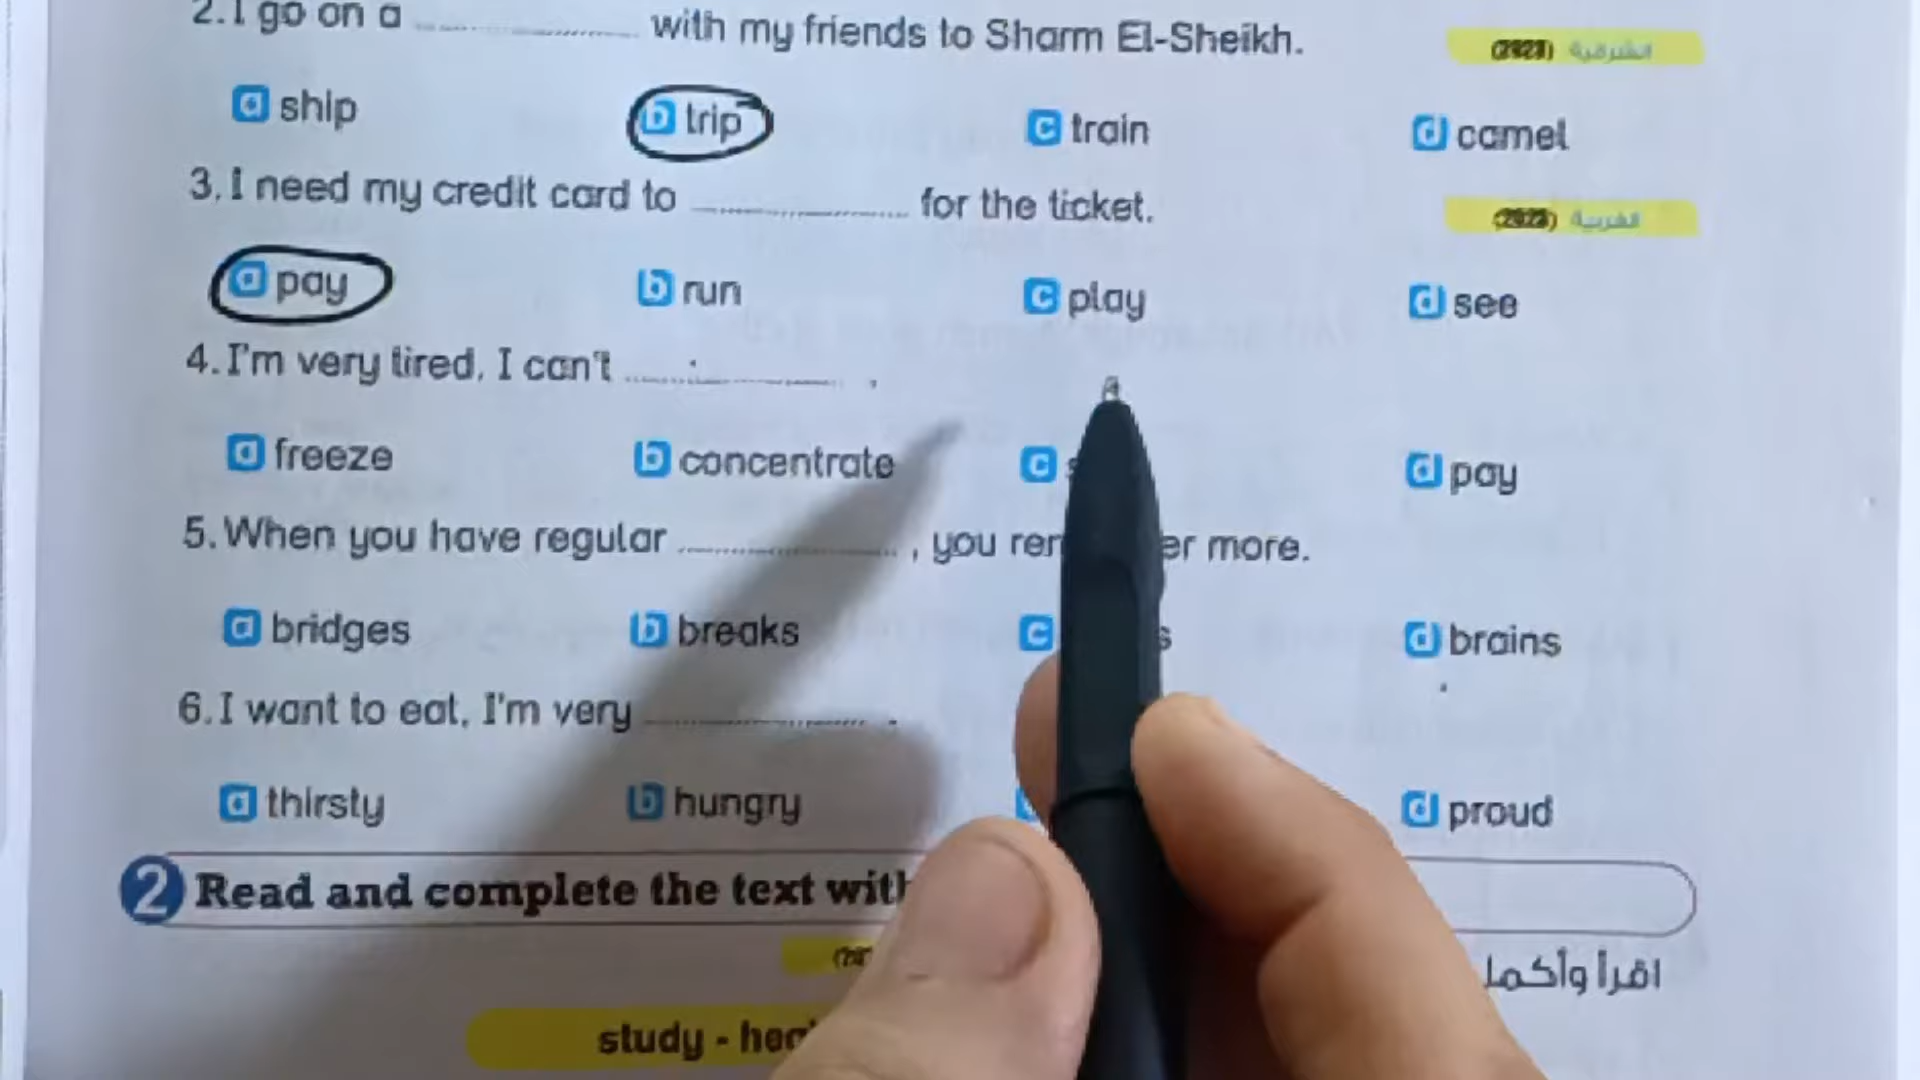 2. I go on a ............ with my friends to Sharm El-Sheikh. الشرقية
a ship b trip c train d camel
3. I need my credit card to ............ for the ticket. الغربية
a pay b run c play d see
4. I'm very tired, I can't ............ .
a freeze b concentrate c d pay
5. When you have regular ............ , you more.
a bridges b breaks c d brains
6. I want to eat, I'm very ............ .
a thirsty b hungry d proud
2 Read and complete the text with
اقرأ وأكمل
study -